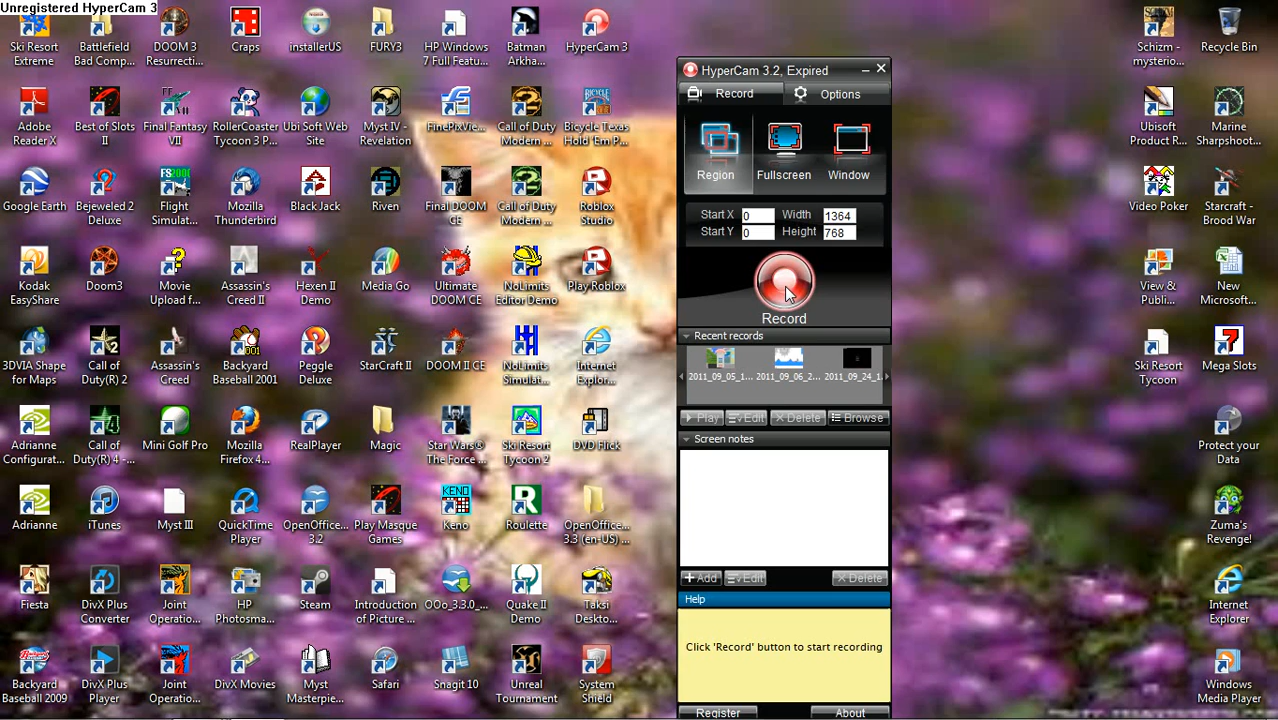 Unregistered HyperCam 3
Ski Resort
Extreme
Battlefield
Bad Comp...
DOOM 3
Resurrecti...
Craps
installerUS
FURY3
HP Windows
7 Full Featu...
Batman
Arkha...
HyperCam 3
Schizm -
mysterio...
Recycle Bin
Adobe
Reader X
Best of Slots
II
Final Fantasy
VII
RollerCoaster
Tycoon 3 P...
Ubi Soft Web
Site
Myst IV -
Revelation
FinePixVie...
Call of Duty
Modern ...
Bicycle Texas
Hold 'Em P...
Ubisoft
Product R...
Marine
Sharpshoot...
Google Earth
Bejeweled 2
Deluxe
Flight
Simulat...
Mozilla
Thunderbird
Black Jack
Riven
Final DOOM
CE
Call of Duty
Modern ...
Roblox
Studio
Video Poker
Starcraft -
Brood War
Kodak
EasyShare
Doom3
Movie
Upload f...
Assassin's
Creed II
HEXEN II
Demo
Media Go
Ultimate
DOOM CE
NoLimits
Editor Demo
Play Roblox
View &
Publi...
New
Microsoft...
3DVIA Shape
for Maps
Call of
Duty(R) 2
Assassin's
Creed
Backyard
Baseball 2001
Peggle
Deluxe
StarCraft II
DOOM II CE
NoLimits
Simulat...
Internet
Explor...
Ski Resort
Tycoon
Mega Slots
Adrianne
Configurat...
Call of
Duty(R) 4 -...
Mini Golf Pro
Mozilla
Firefox 4...
RealPlayer
Magic
Star Wars®
The Force ...
Ski Resort
Tycoon 2
DVD Flick
Protect your
Data
Adrianne
iTunes
Myst III
QuickTime
Player
OpenOffice...
3.2
Play Masque
Games
Keno
Roulette
OpenOffice...
3.3 (en-US) ...
Zuma's
Revenge!
Fiesta
DivX Plus
Converter
Joint
Operatio...
HP
Photosma...
Steam
Introduction
of Picture ...
OOo_3.3.0_...
Quake II
Demo
Taksi
Deskto...
Internet
Explorer
Backyard
Baseball 2009
DivX Plus
Player
Joint
Operatio...
DivX Movies
Myst
Masterpie...
Safari
Snagit 10
Unreal
Tournament
System
Shield
Windows
Media Player
HyperCam 3.2, Expired
Record
Options
Region
Fullscreen
Window
Start X 0 Width 1364
Start Y 0 Height 768
Record
Recent records
2011_09_05_1... 2011_09_06_2... 2011_09_24_1...
Play Edit Delete Browse
Screen notes
Add Edit Delete
Help
Click 'Record' button to start recording
Register About